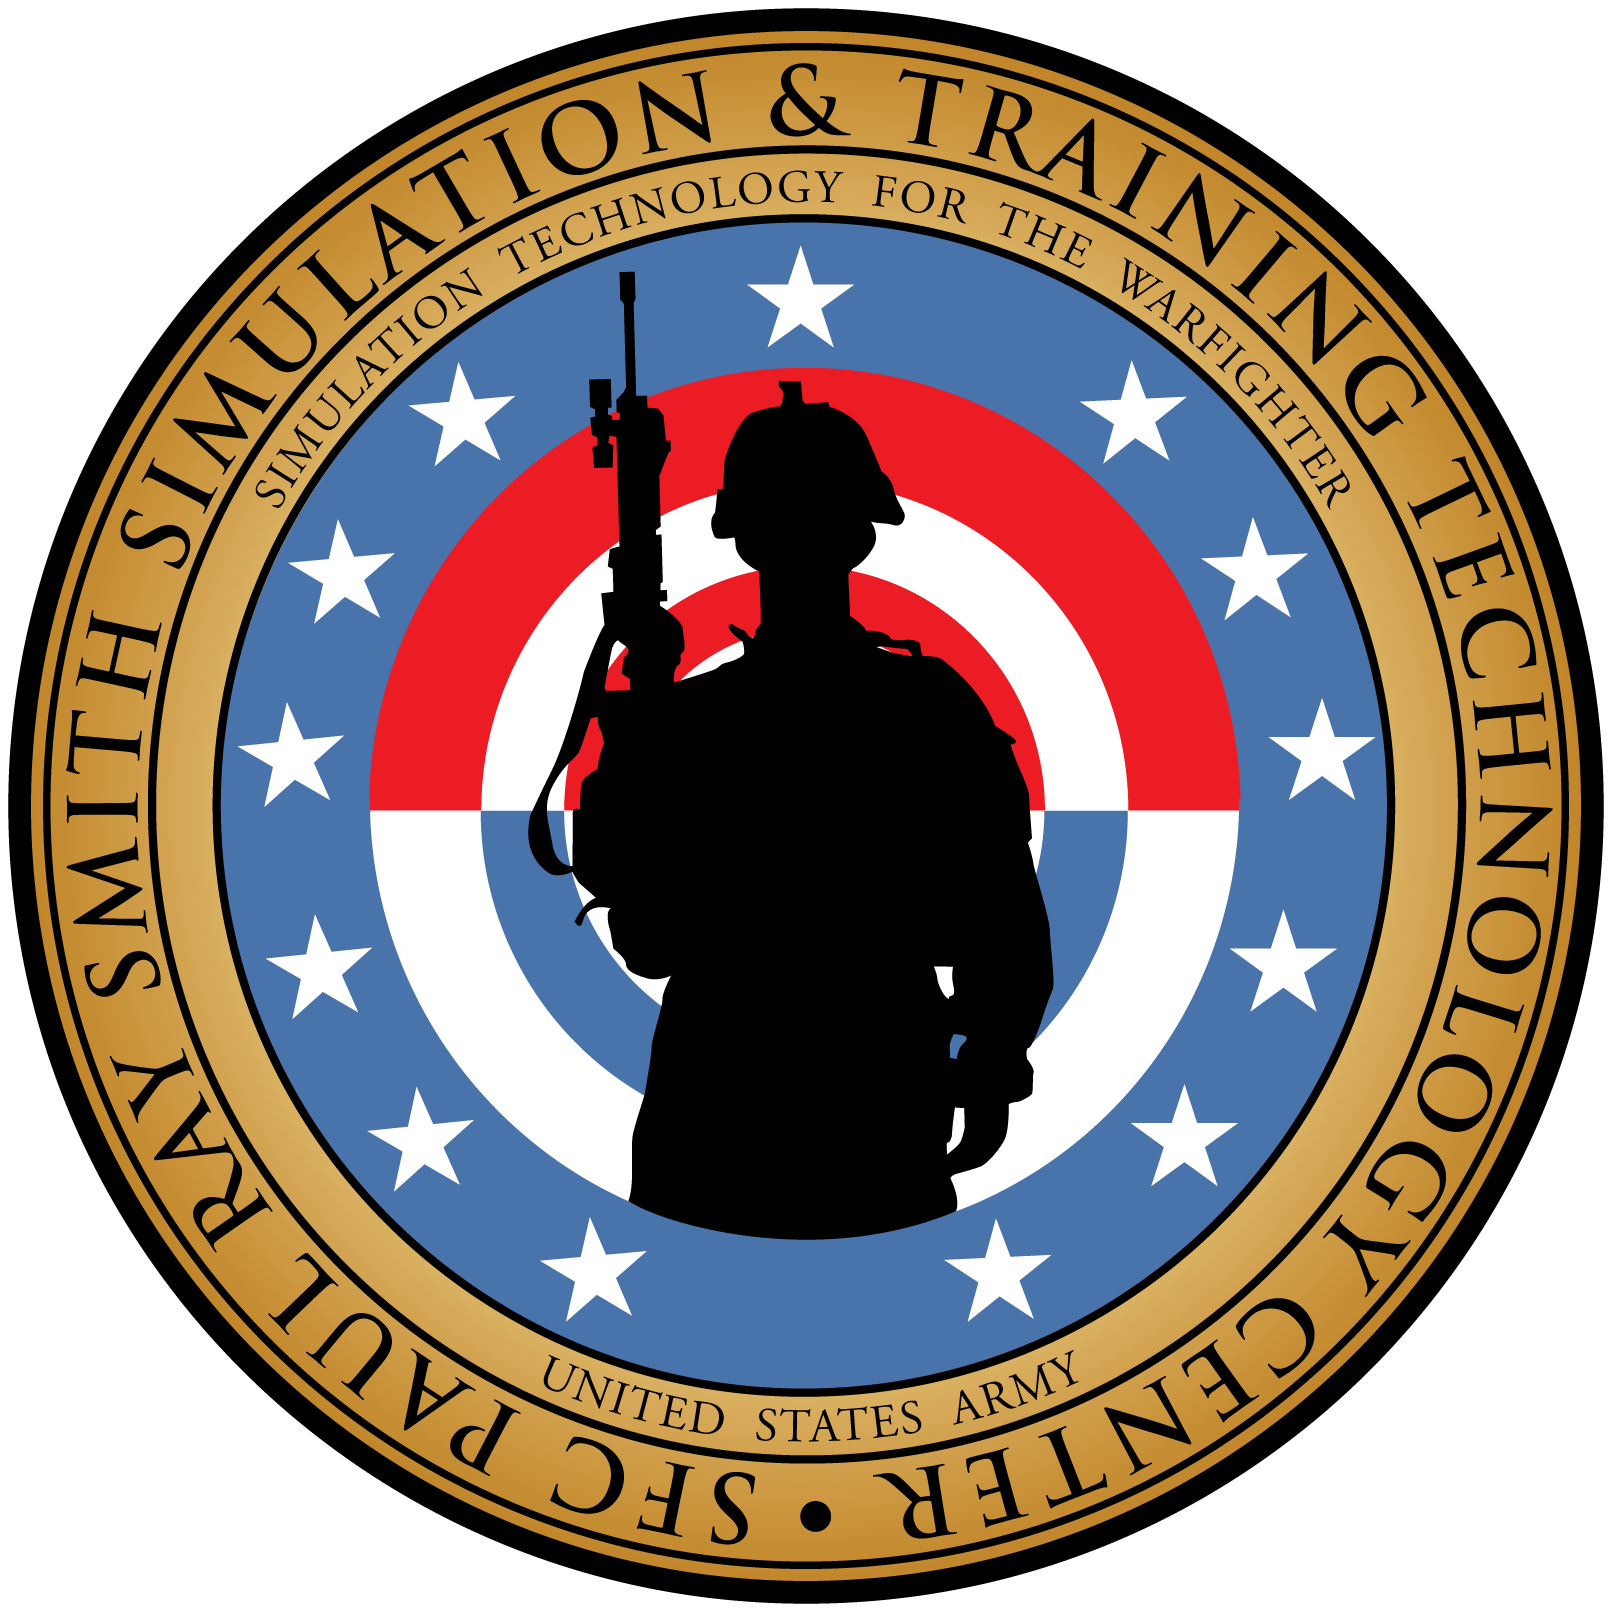 SFC PAUL RAY SMITH SIMULATION & TRAINING TECHNOLOGY CENTER •
SIMULATION TECHNOLOGY FOR THE WARFIGHTER
UNITED STATES ARMY